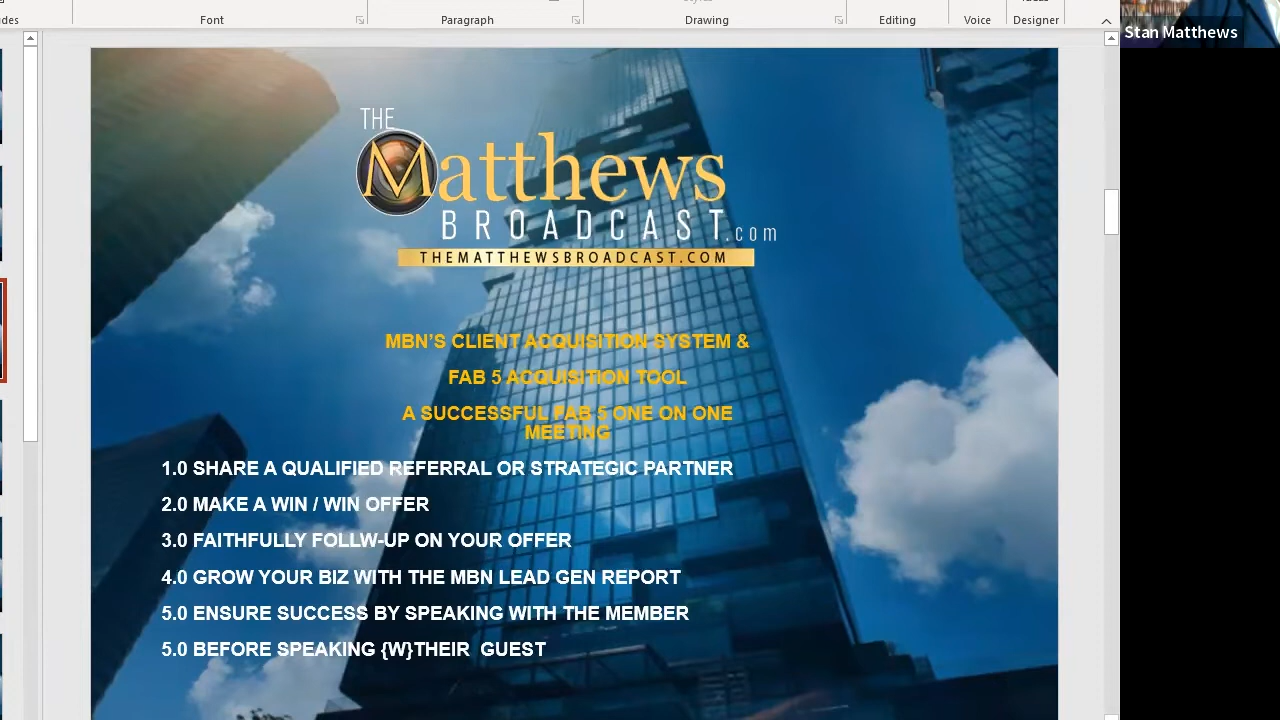 Font
Paragraph
Drawing
Editing
Voice
Designer
Stan Matthews
THE
Matthews
BROADCAST.com
THEMATTHEWSBROADCAST.COM
MBN'S CLIENT ACQUISITION SYSTEM &
FAB 5 ACQUISITION TOOL
A SUCCESSFUL FAB 5 ONE ON ONE
MEETING
1.0 SHARE A QUALIFIED REFERRAL OR STRATEGIC PARTNER
2.0 MAKE A WIN / WIN OFFER
3.0 FAITHFULLY FOLLW-UP ON YOUR OFFER
4.0 GROW YOUR BIZ WITH THE MBN LEAD GEN REPORT
5.0 ENSURE SUCCESS BY SPEAKING WITH THE MEMBER
5.0 BEFORE SPEAKING {W}THEIR GUEST